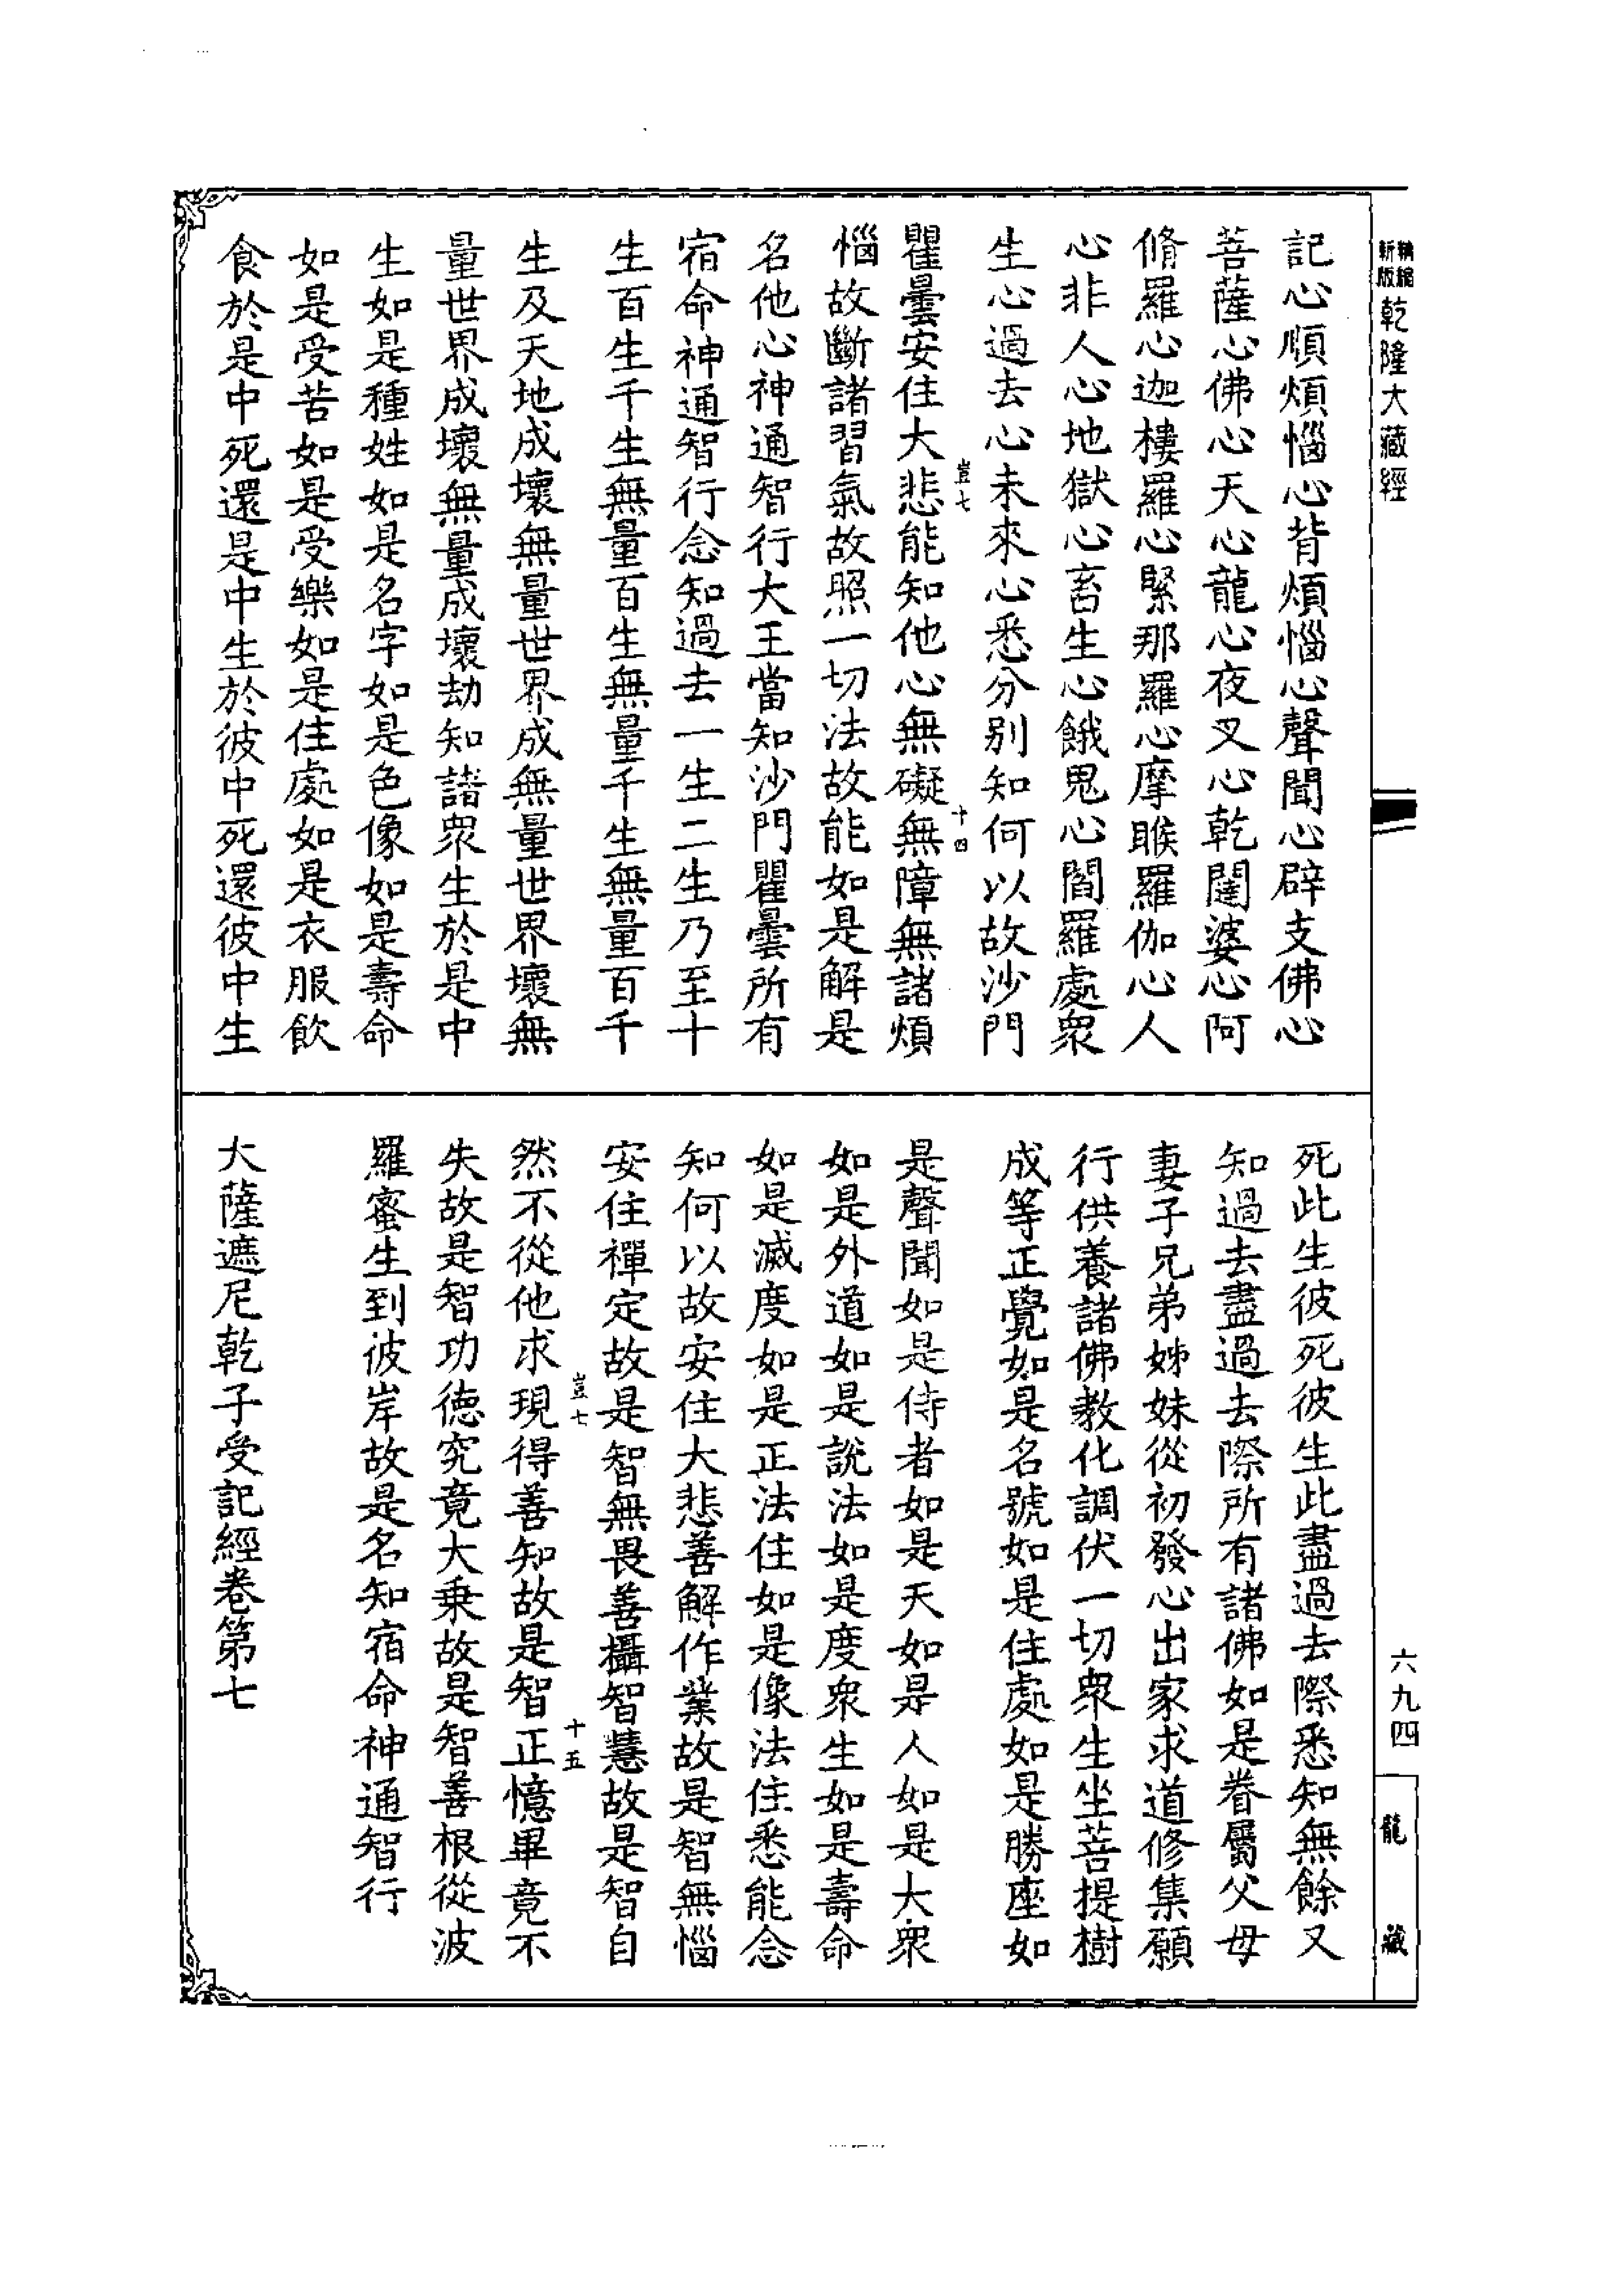 精縮新版乾隆大藏經
記心順煩惱心背煩惱心聲聞心辟支佛心
菩薩心佛心天心龍心夜叉心乾闥婆心阿
脩羅心迦樓羅心緊那羅心摩睺羅伽心人
心非人心地獄心畜生心餓鬼心閻羅處衆
生心過去心未來心悉分別知何以故沙門
豈七 十四
瞿曇安住大悲能知他心無礙無障無諸煩
惱故斷諸習氣故照一切法故能如是解是
名他心神通智行大王當知沙門瞿曇所有
宿命神通智行念知過去一生二生乃至十
生百生千生無量百生無量千生無量百千
生及天地成壞無量世界成無量世界壞無
量世界成壞無量成壞劫知諸衆生於是中
生如是種姓如是名字如是色像如是壽命
如是受苦如是受樂如是住處如是衣服飲
食於是中死還是中生於彼中死還彼中生
死此生彼死彼生此盡過去際悉知無餘又
知過去盡過去際所有諸佛如是眷屬父母
妻子兄弟姊妹從初發心出家求道修集願
行供養諸佛教化調伏一切衆生坐菩提樹
成等正覺如是名號如是住處如是勝座如
是聲聞如是侍者如是天如是人如是大衆
如是外道如是說法如是度衆生如是壽命
如是滅度如是正法住如是像法住悉能念
知何以故安住大悲善解作業故是智無惱
安住禪定故是智無畏善攝智慧故是智自
豈七 十五
然不從他求現得善知故是智正憶畢竟不
失故是智功德究竟大乘故是智善根從波
羅蜜生到彼岸故是名知宿命神通智行
大薩遮尼乾子受記經卷第七
六九四
龍藏